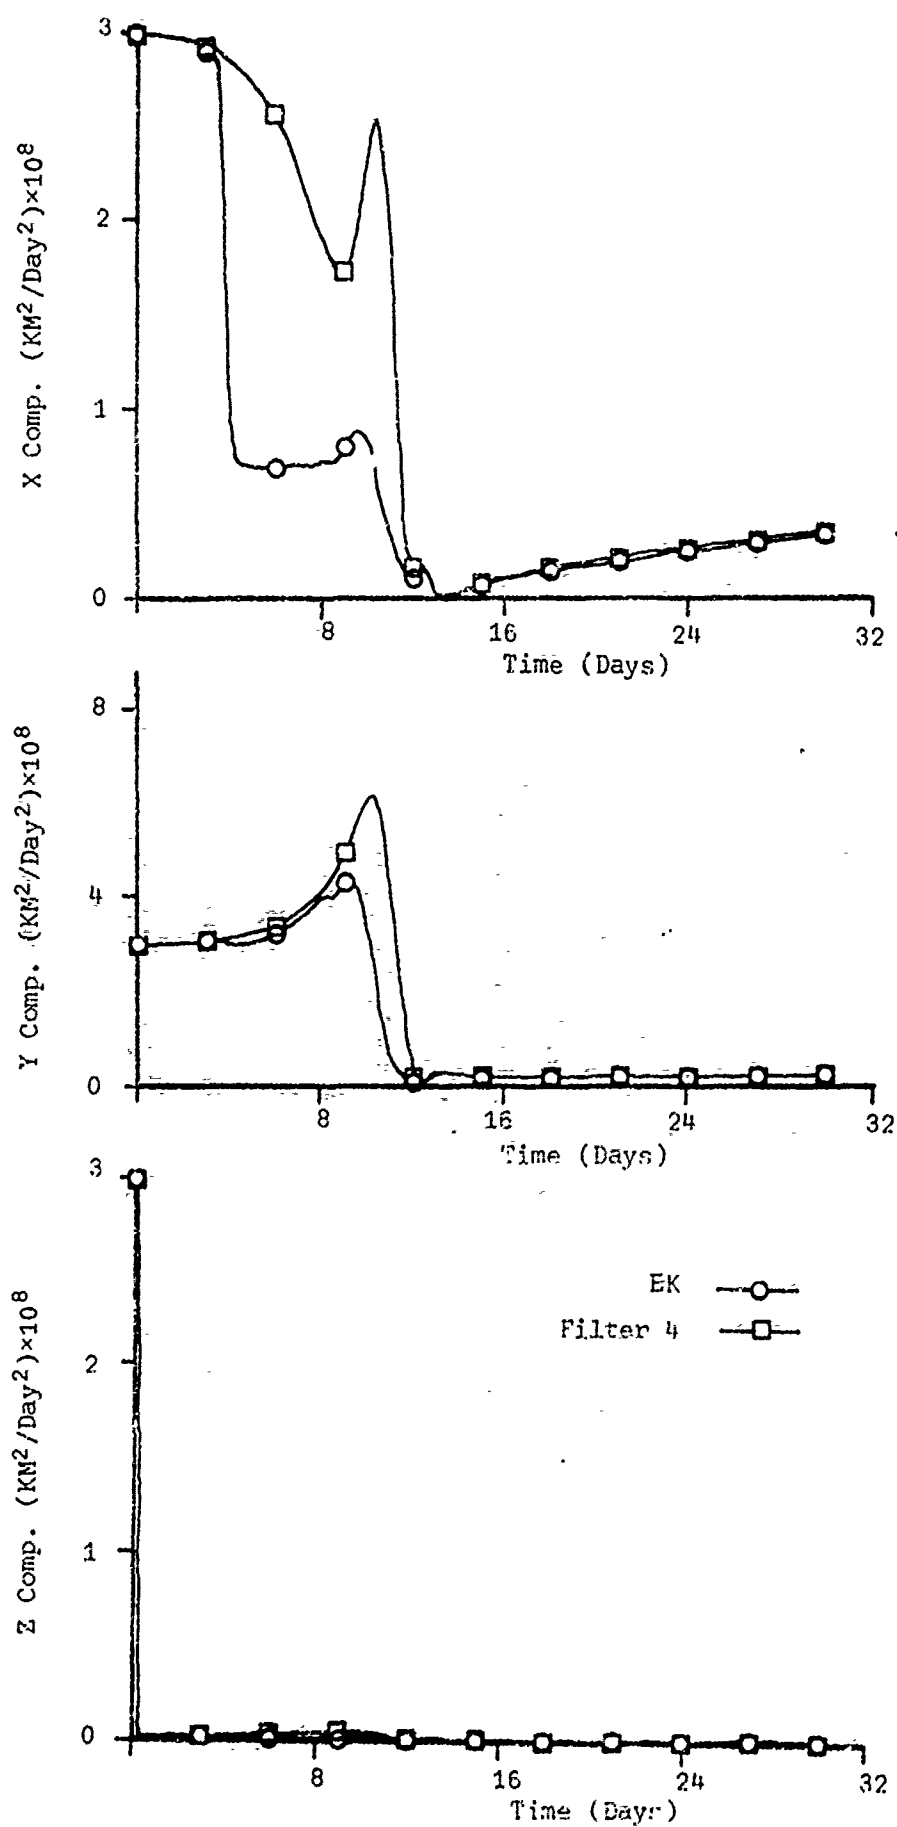 X Comp. (KM²/Day²)×10⁸
3
2
1
0
8
16
24
32
Time (Days)
Y Comp. (KM²/Day²)×10⁸
8
4
0
8
16
24
32
Time (Days)
Z Comp. (KM²/Day²)×10⁸
3
2
1
0
EK
Filter 4
8
16
24
32
Time (Days)